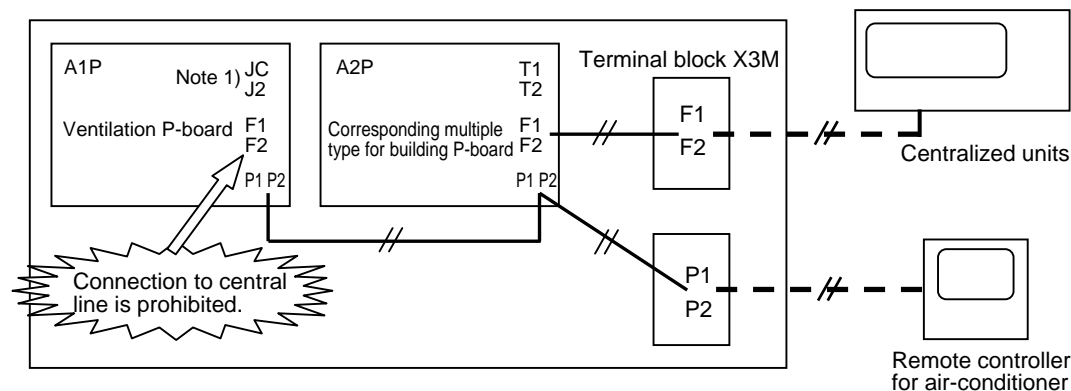 A1P
Note 1) JC
J2
Ventilation P-board
F1
F2
P1 P2
Connection to central
line is prohibited.
A2P
T1
T2
Corresponding multiple
type for building P-board
F1
F2
P1 P2
Terminal block X3M
F1
F2
P1
P2
Centralized units
Remote controller
for air-conditioner